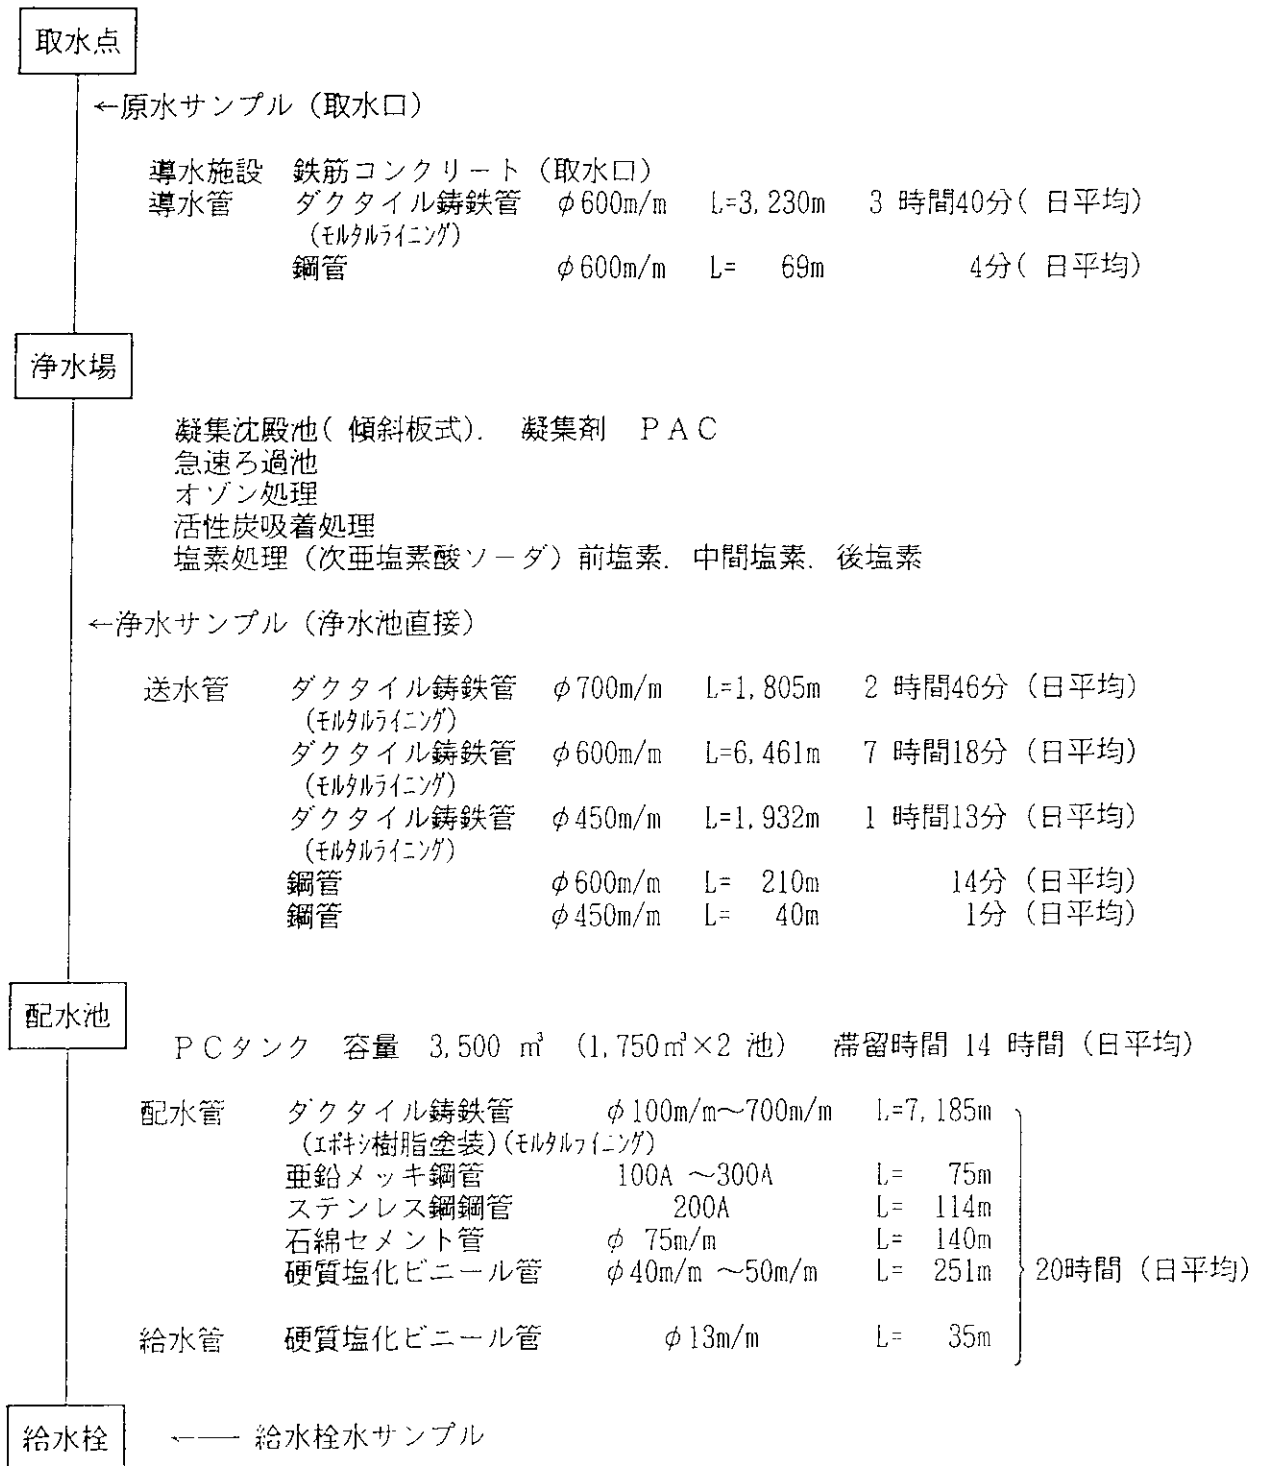 取水点
←原水サンプル（取水口）
導水施設 鉄筋コンクリート（取水口）
導水管 ダクタイル鋳鉄管 φ600m/m L=3,230m 3 時間40分( 日平均)
(ﾓﾙﾀﾙﾗｲﾆﾝｸﾞ)
鋼管 φ600m/m L= 69m 4分( 日平均)
浄水場
凝集沈殿池( 傾斜板式). 凝集剤 ＰＡＣ
急速ろ過池
オゾン処理
活性炭吸着処理
塩素処理（次亜塩素酸ソーダ）前塩素. 中間塩素. 後塩素
←浄水サンプル（浄水池直接）
送水管 ダクタイル鋳鉄管 φ700m/m L=1,805m 2 時間46分（日平均）
(ﾓﾙﾀﾙﾗｲﾆﾝｸﾞ)
ダクタイル鋳鉄管 φ600m/m L=6,461m 7 時間18分（日平均）
(ﾓﾙﾀﾙﾗｲﾆﾝｸﾞ)
ダクタイル鋳鉄管 φ450m/m L=1,932m 1 時間13分（日平均）
(ﾓﾙﾀﾙﾗｲﾆﾝｸﾞ)
鋼管 φ600m/m L= 210m 14分（日平均）
鋼管 φ450m/m L= 40m 1分（日平均）
配水池
ＰＣタンク 容量 3,500 ㎥ （1,750㎥×2 池） 滞留時間 14 時間（日平均）
配水管 ダクタイル鋳鉄管 φ100m/m〜700m/m L=7,185m
(ｴﾎﾟｷｼ樹脂塗装)(ﾓﾙﾀﾙﾗｲﾆﾝｸﾞ)
亜鉛メッキ鋼管 100A 〜300A L= 75m
ステンレス鋼鋼管 200A L= 114m
石綿セメント管 φ 75m/m L= 140m
硬質塩化ビニール管 φ40m/m 〜50m/m L= 251m 20時間（日平均）
給水管 硬質塩化ビニール管 φ13m/m L= 35m
給水栓 ←── 給水栓水サンプル